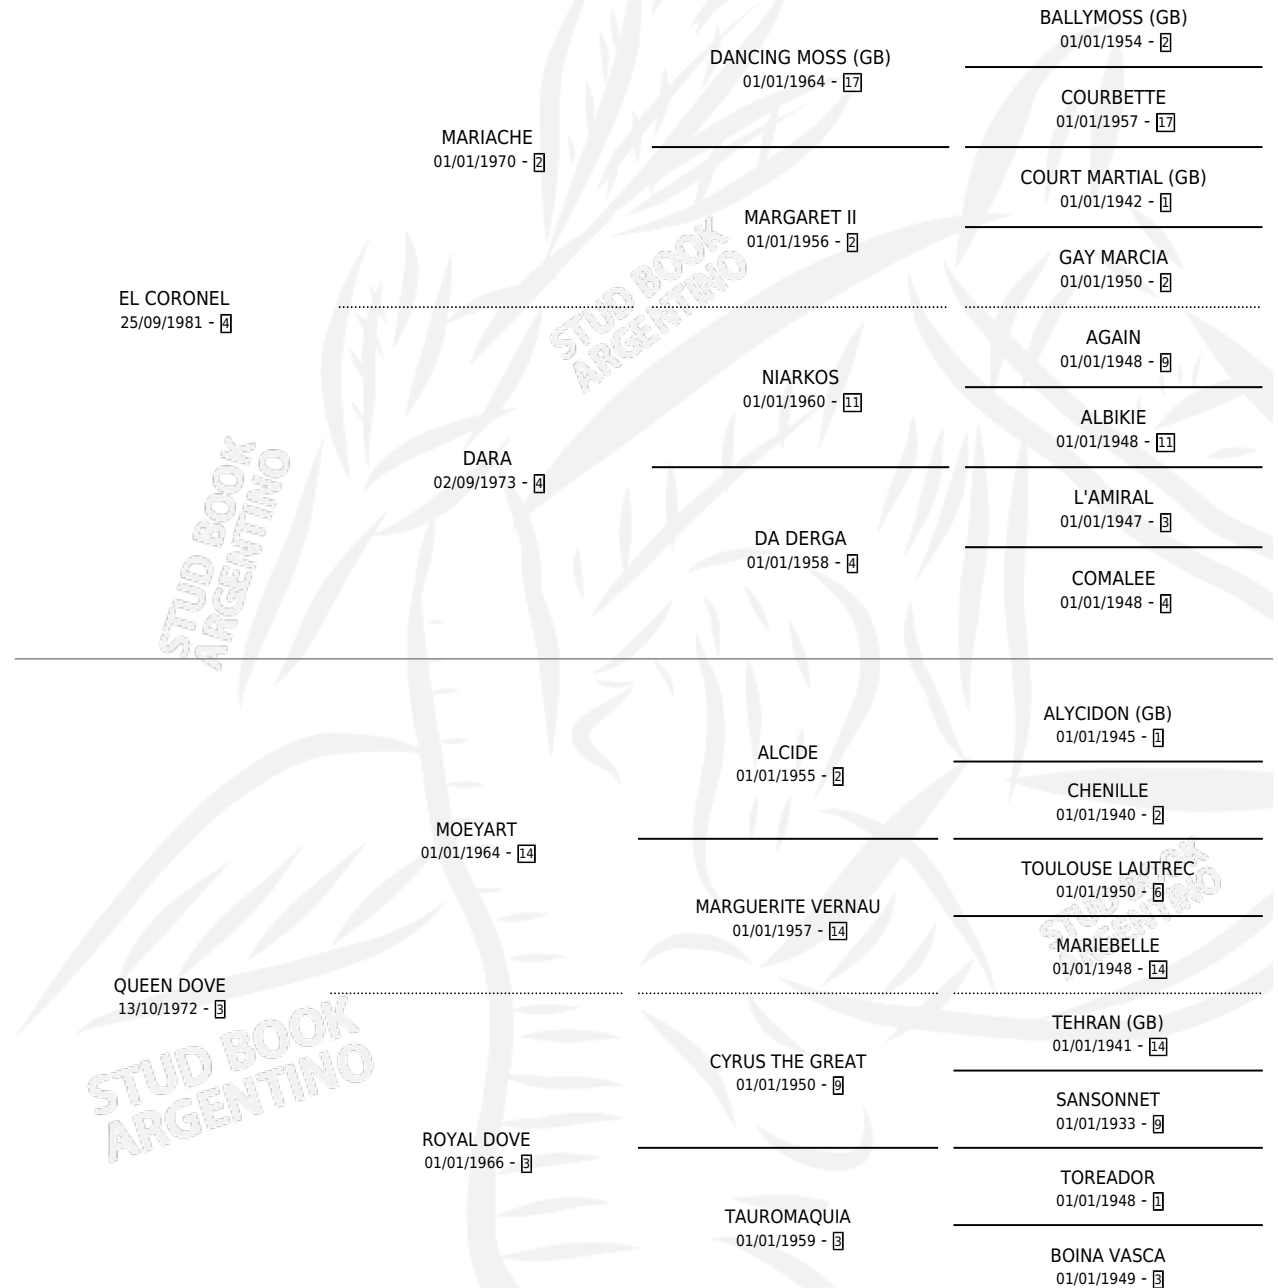 BALLYMOSS (GB)
01/01/1954 - 2
DANCING MOSS (GB)
01/01/1964 - 17
COURBETTE
01/01/1957 - 17
MARIACHE
01/01/1970 - 2
COURT MARTIAL (GB)
01/01/1942 - 1
MARGARET II
01/01/1956 - 2
GAY MARCIA
01/01/1950 - 2
EL CORONEL
25/09/1981 - 4
AGAIN
01/01/1948 - 9
NIARKOS
01/01/1960 - 11
ALBIKIE
01/01/1948 - 11
DARA
02/09/1973 - 4
L'AMIRAL
01/01/1947 - 3
DA DERGA
01/01/1958 - 4
COMALEE
01/01/1948 - 4
ALYCIDON (GB)
01/01/1945 - 1
ALCIDE
01/01/1955 - 2
CHENILLE
01/01/1940 - 2
MOEYART
01/01/1964 - 14
TOULOUSE LAUTREC
01/01/1950 - 6
MARGUERITE VERNAU
01/01/1957 - 14
MARIEBELLE
01/01/1948 - 14
QUEEN DOVE
13/10/1972 - 3
TEHRAN (GB)
01/01/1941 - 14
CYRUS THE GREAT
01/01/1950 - 9
SANSONNET
01/01/1933 - 9
ROYAL DOVE
01/01/1966 - 3
TOREADOR
01/01/1948 - 1
TAUROMAQUIA
01/01/1959 - 3
BOINA VASCA
01/01/1949 - 3
STUD BOOK
ARGENTINO
STUD BOOK
ARGENTINO
STUD BOOK
ARGENTINO
STUD BOOK
ARGENTINO